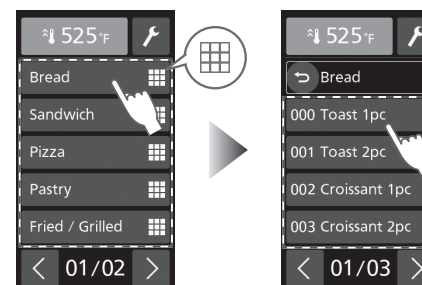 525°F
Bread
Sandwich
Pizza
Pastry
Fried / Grilled
01/02
525°F
Bread
000 Toast 1pc
001 Toast 2pc
002 Croissant 1pc
003 Croissant 2pc
01/03